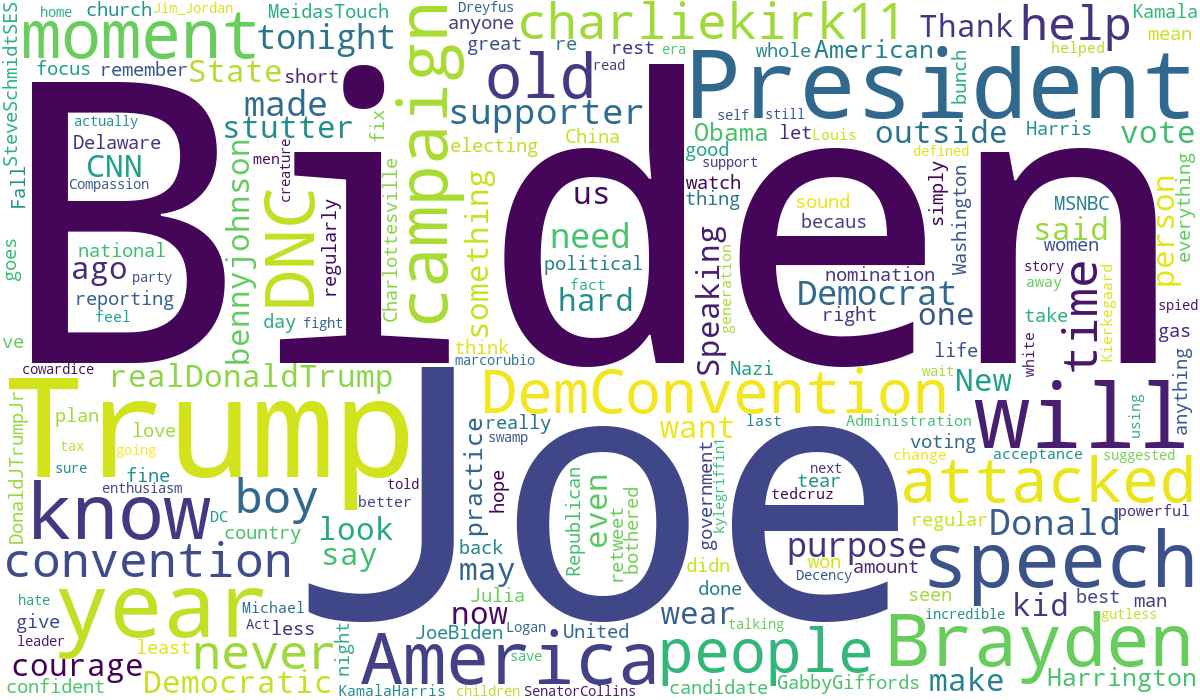 Biden
Joe
Trump
President
will
year
know
speech
America
people
Brayden
moment
campaign
DemConvention
attacked
old
charliekirk11
help
DNC
convention
realDonaldTrump
supporter
tonight
Thank
Kamala
mean
helped
home
church
Jim_Jordan
MeidasTouch
Dreyfus
anyone
great
re
rest
era
read
whole
American
bunch
focus
remember
State
short
SteveSchmidtSES
Fall
made
stutter
fix
actually
Delaware
CNN
Compassion
bennyjohnson
men
creature
regularly
Charlottesville
electing
China
self
still
Obama
let
Louis
outside
Harris
vote
good
support
defined
watch
thing
simply
everything
person
us
sound
becaus
Washington
MSNBC
said
women
goes
national
ago
party
reporting
feel
day
fight
something
need
political
fact
hard
Speaking
generation
nomination
Democrat
right
one
time
story
away
Kierkegaard
spied
take
gas
white
life
ve
cowardice
think
marcorubio
Nazi
wait
New
anything
DonaldJTrumpJr
plan
love
tax
going
sure
fine
enthusiasm
told
better
really
swamp
practice
hope
want
last
Administration
voting
using
change
acceptance
suggested
boy
DC
country
look
say
Republican
even
retweet
bothered
government
kylegriffin1
next
tear
tedcruz
regular
Donald
powerful
back
may
didn
purpose
won
amount
Decency
done
seen
best
man
hate
give
leader
Michael
Act
less
now
Julia
wear
talking
incredible
kid
gutless
least
never
night
JoeBiden
Logan
United
save
courage
confident
Democratic
KamalaHarris
children
SenatorCollins
candidate
GabbyGiffords
make
Harrington